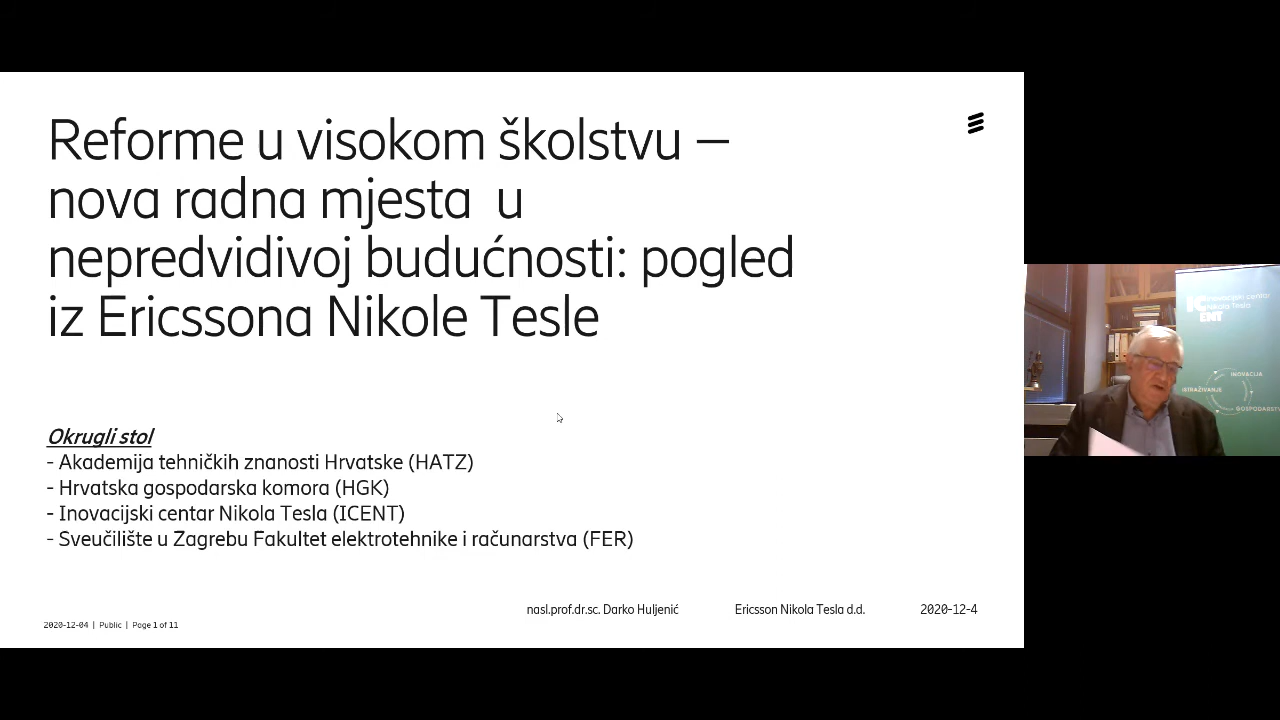 Reforme u visokom školstvu –
nova radna mjesta u
nepredvidivoj budućnosti: pogled
iz Ericssona Nikole Tesle
Okrugli stol
- Akademija tehničkih znanosti Hrvatske (HATZ)
- Hrvatska gospodarska komora (HGK)
- Inovacijski centar Nikola Tesla (ICENT)
- Sveučilište u Zagrebu Fakultet elektrotehnike i računarstva (FER)
nasl.prof.dr.sc. Darko Huljenić Ericsson Nikola Tesla d.d. 2020-12-4
2020-12-04 | Public | Page 1 of 11
IC
ENT
Inovacijski centar
Nikola Tesla
INOVACIJA
ISTRAŽIVANJE
GOSPODARSTVO